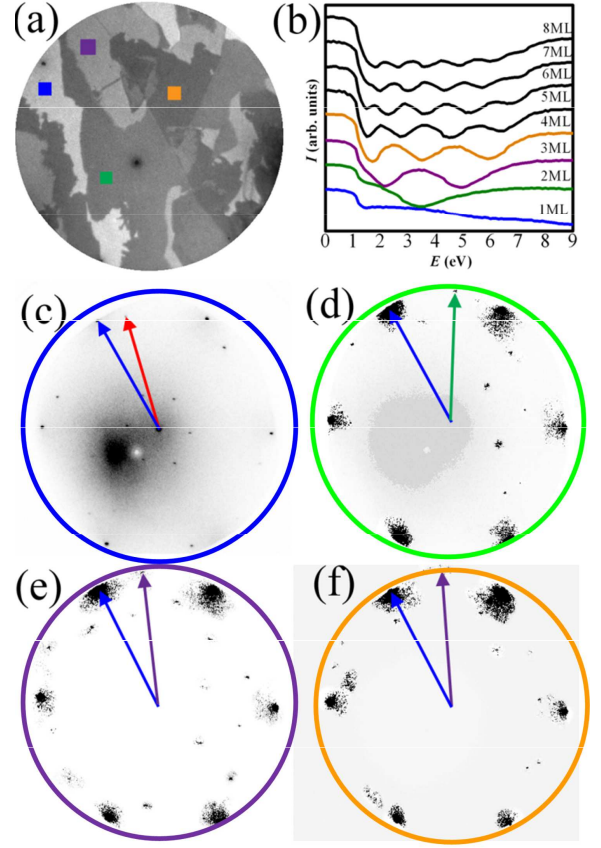 (a)
(b)
I (arb. units)
8ML
7ML
6ML
5ML
4ML
3ML
2ML
1ML
0 1 2 3 4 5 6 7 8 9
E (eV)
(c)
(d)
(e)
(f)